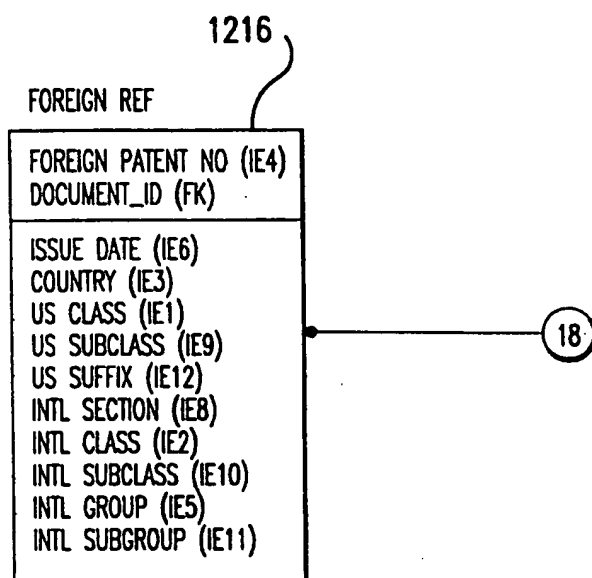 1216
FOREIGN REF
FOREIGN PATENT NO (IE4)
DOCUMENT_ID (FK)
ISSUE DATE (IE6)
COUNTRY (IE3)
US CLASS (IE1)
US SUBCLASS (IE9)
US SUFFIX (IE12)
INTL SECTION (IE8)
INTL CLASS (IE2)
INTL SUBCLASS (IE10)
INTL GROUP (IE5)
INTL SUBGROUP (IE11)
18